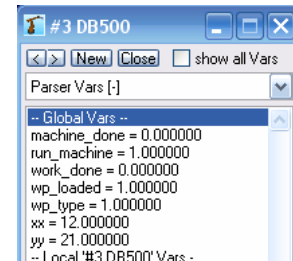 #3 DB500
< > New Close show all Vars
Parser Vars [-]
-- Global Vars --
machine_done = 0.000000
run_machine = 1.000000
work_done = 0.000000
wp_loaded = 1.000000
wp_type = 1.000000
xx = 12.000000
yy = 21.000000
-- Local '#3 DB500' Vars -